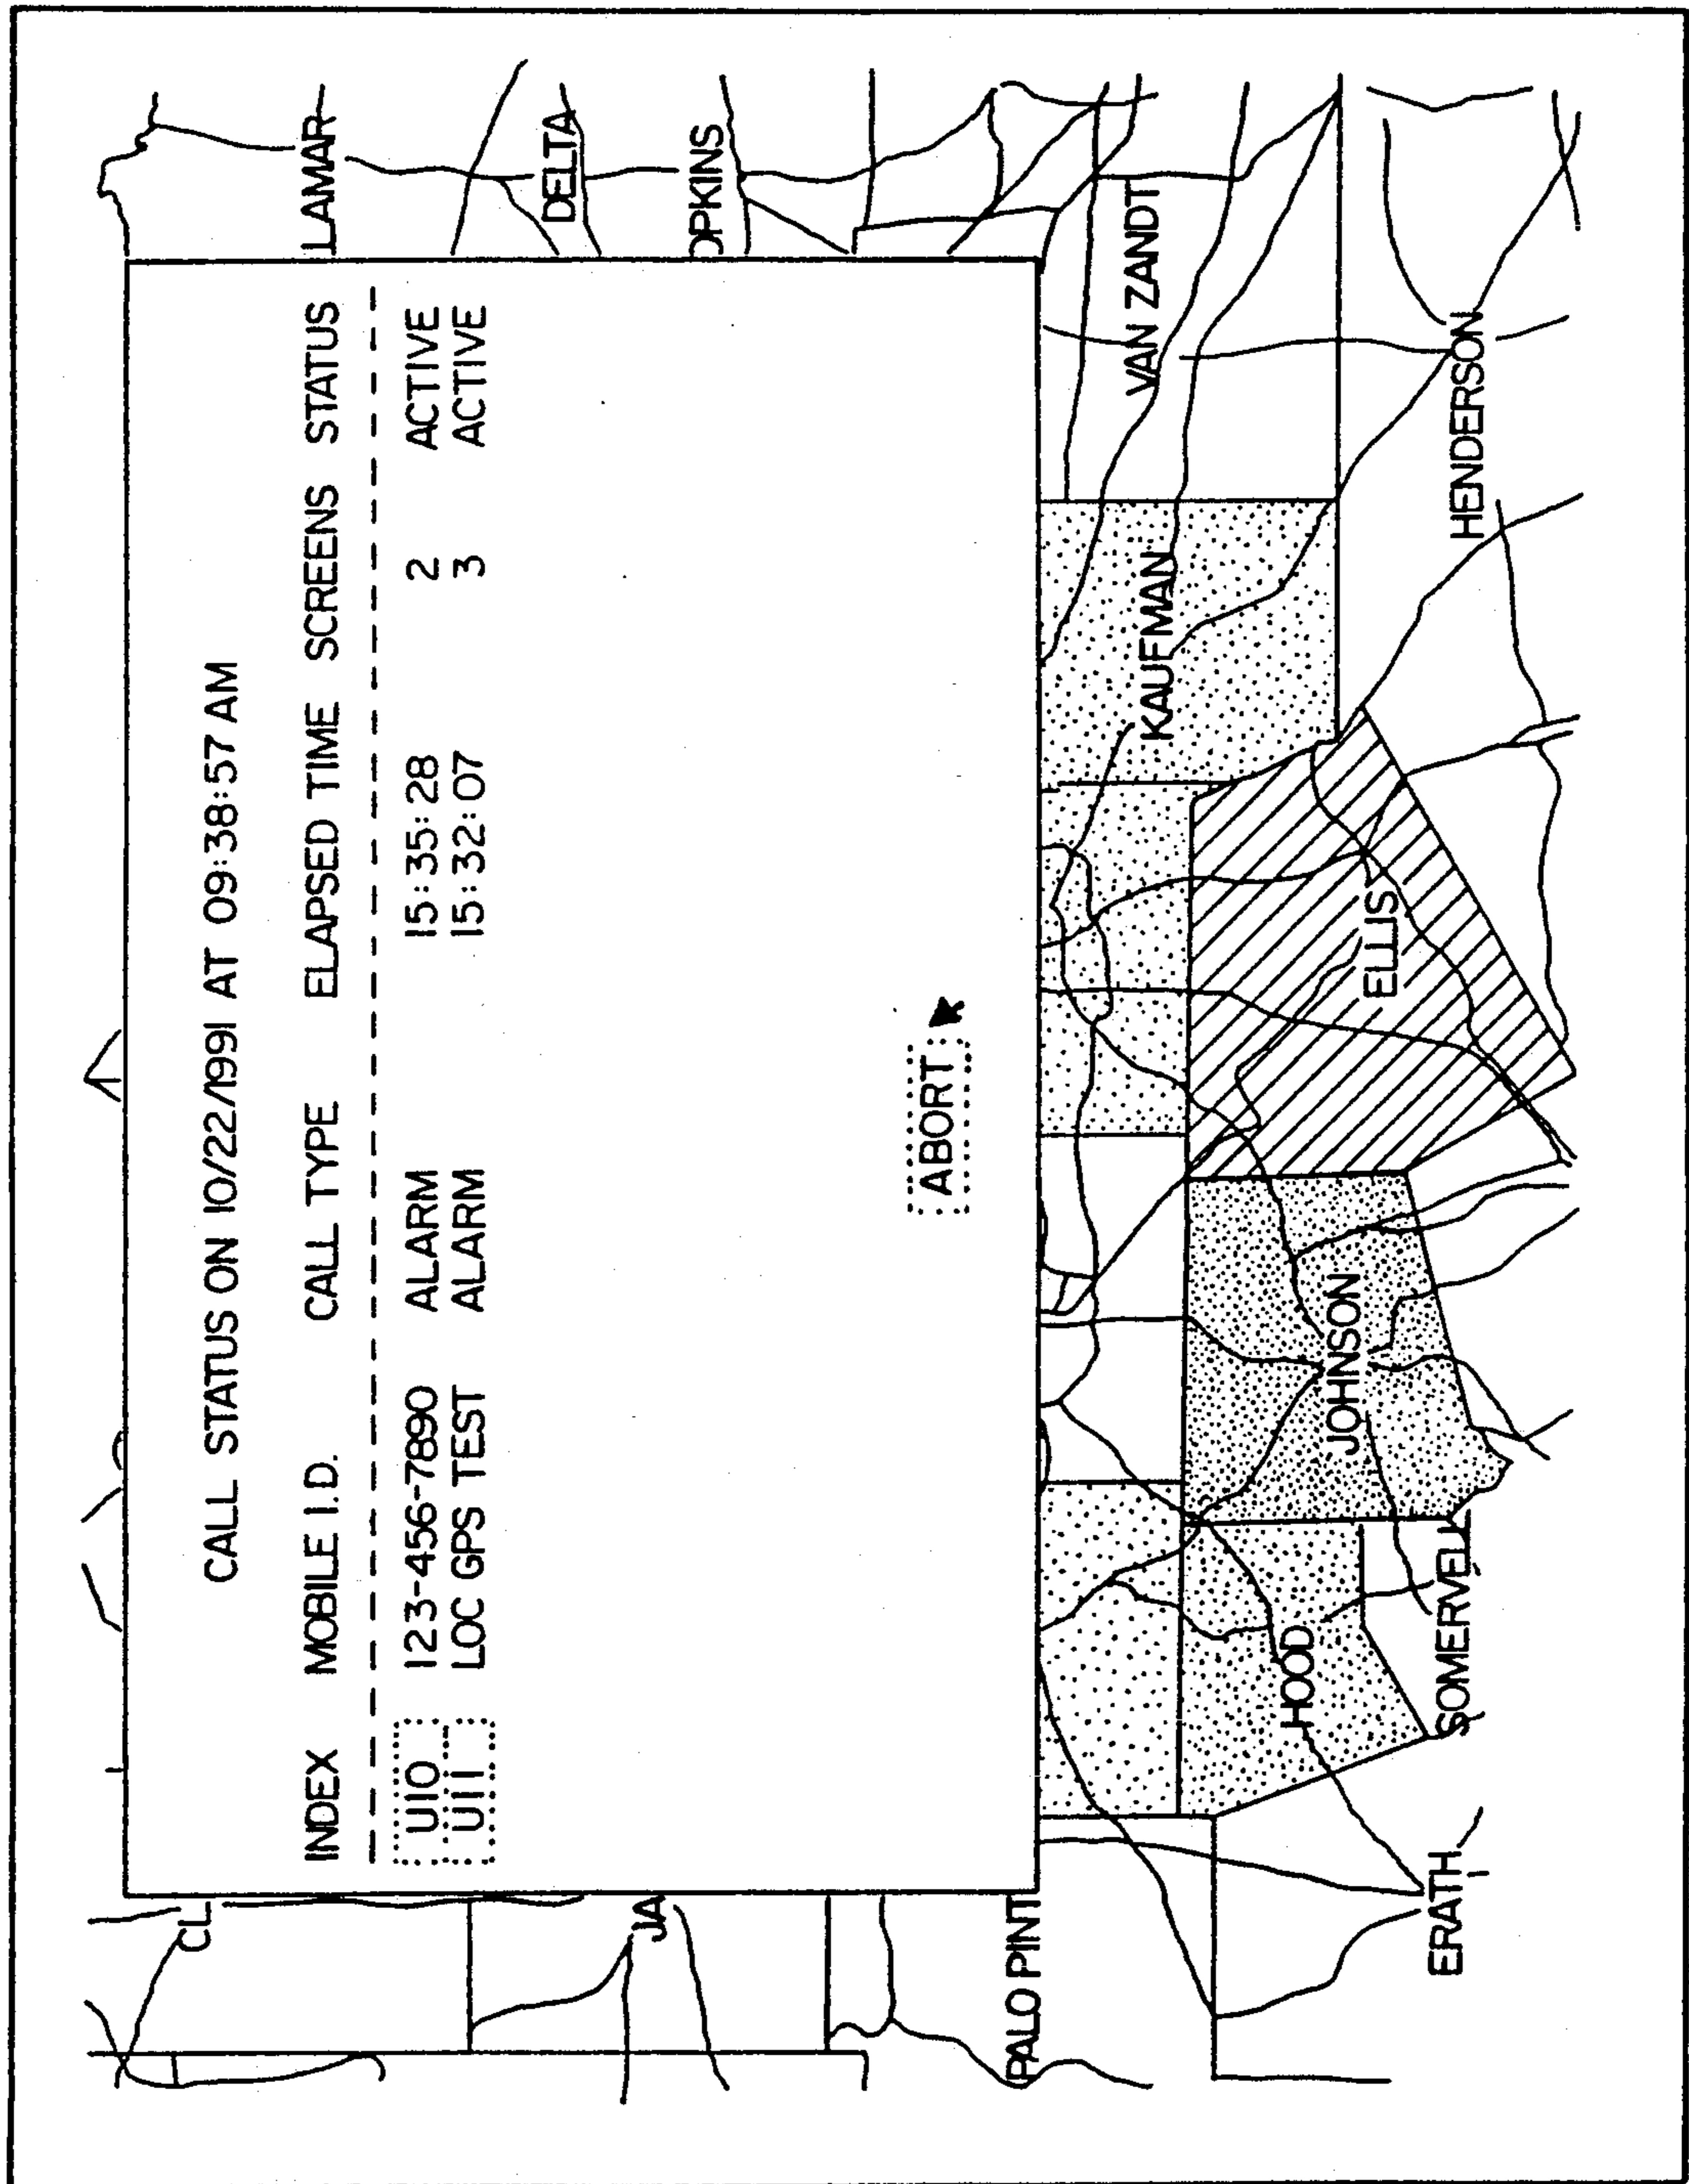 CALL STATUS ON 10/22/1991 AT 09:38:57 AM
INDEX MOBILE I.D. CALL TYPE ELAPSED TIME SCREENS STATUS
U10 123-456-7890 ALARM 15:35:28 2 ACTIVE
U11 LOC GPS TEST ALARM 15:32:07 3 ACTIVE
ABORT
CL
LAMAR
DELTA
JA
OPKINS
PALO PINT
VAN ZANDT
KAUFMAN
HOOD
JOHNSON
ELLIS
ERATH
SOMERVELL
HENDERSON